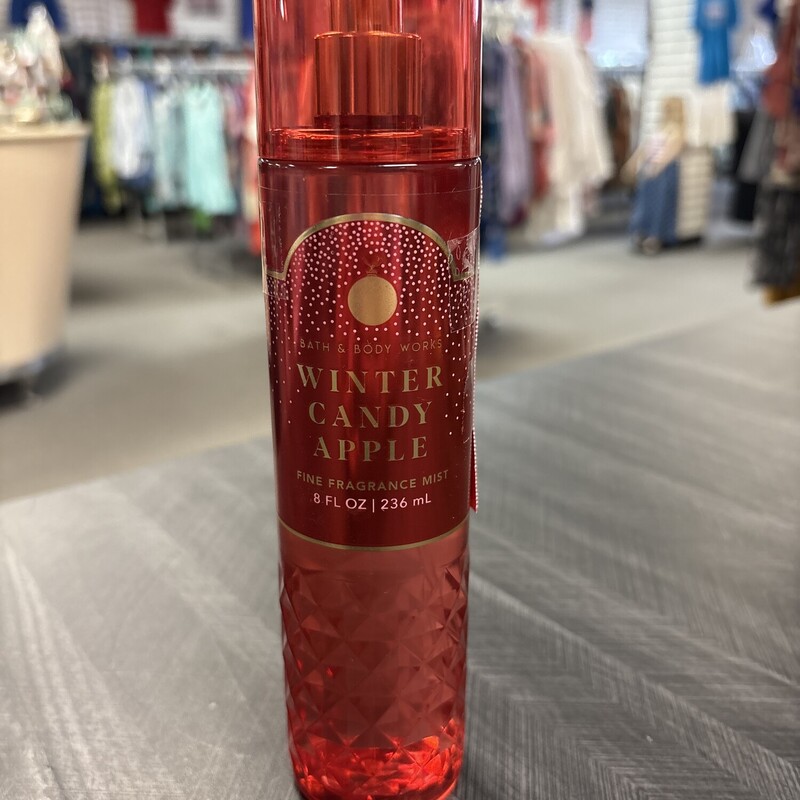 BATH & BODY WORKS
WINTER
CANDY
APPLE
FINE FRAGRANCE MIST
8 FL OZ | 236 mL